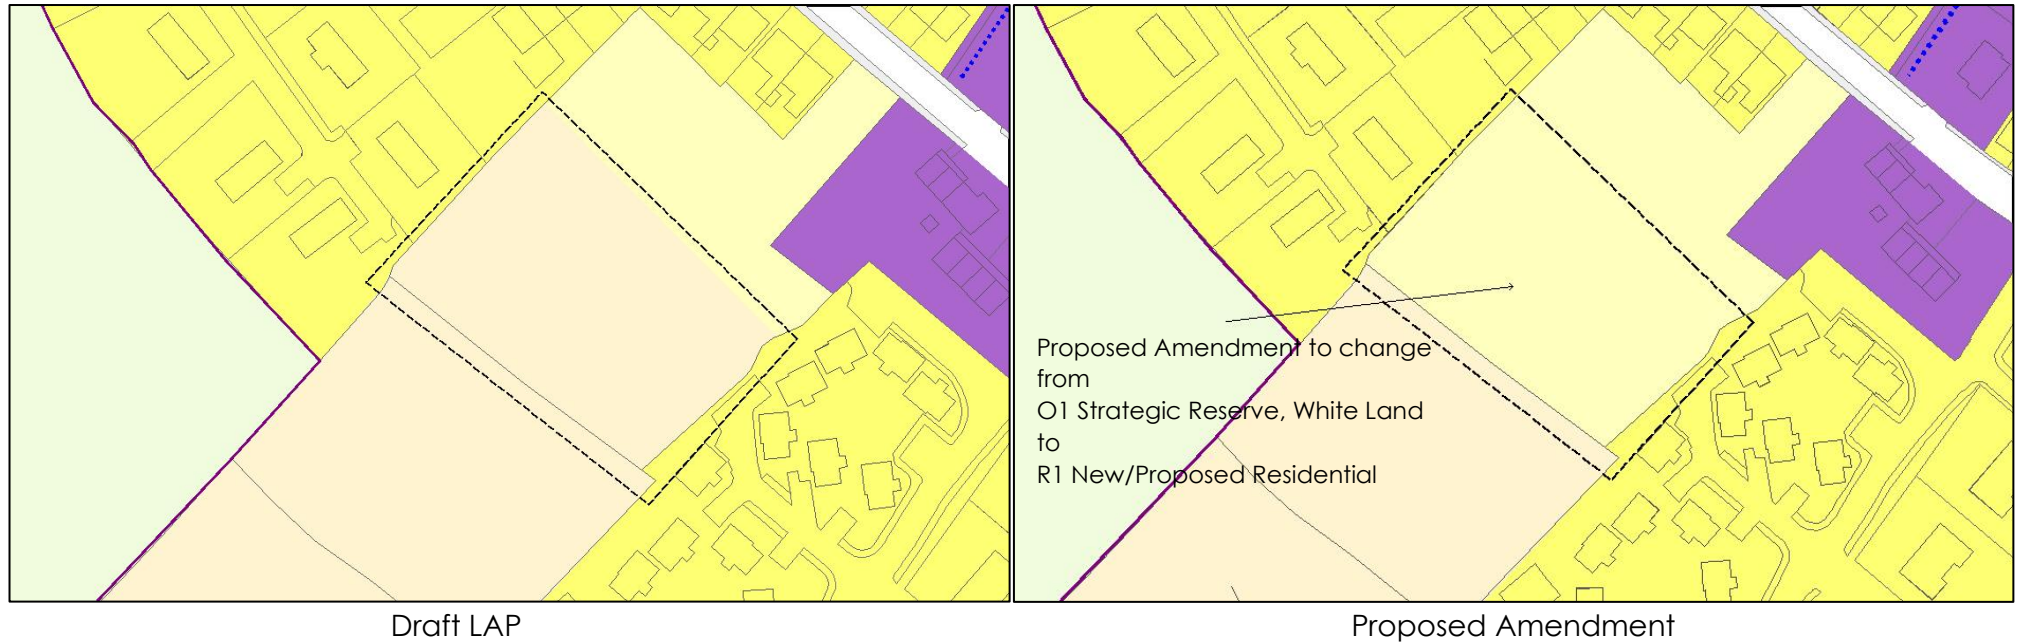 Proposed Amendment to change
from
O1 Strategic Reserve, White Land
to
R1 New/Proposed Residential
Draft LAP
Proposed Amendment